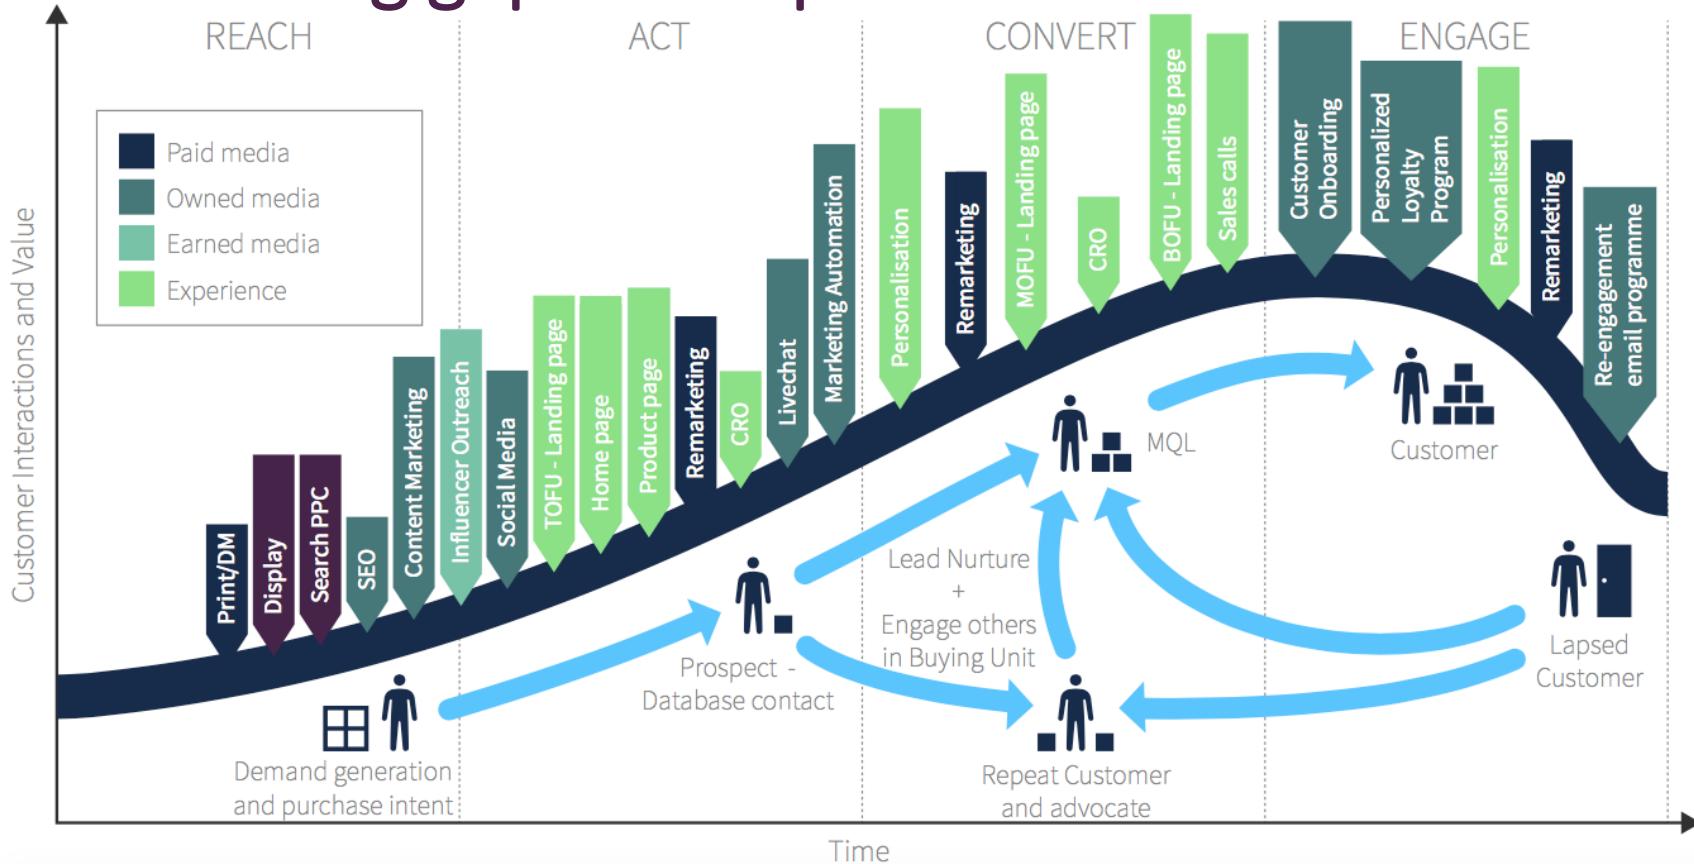 REACH
ACT
CONVERT
ENGAGE
Paid media
Owned media
Earned media
Experience
Customer Interactions and Value
Print/DM
Display
Search PPC
SEO
Content Marketing
Influencer Outreach
Social Media
TOFU - Landing page
Home page
Product page
Remarketing
CRO
Livechat
Marketing Automation
Personalisation
Remarketing
MOFU - Landing page
CRO
BOFU - Landing page
Sales calls
Customer
Onboarding
Personalized
Loyalty
Program
Personalisation
Remarketing
Re-engagement
email programme
Demand generation
and purchase intent
Prospect -
Database contact
Lead Nurture
+
Engage others
in Buying Unit
MQL
Customer
Repeat Customer
and advocate
Lapsed
Customer
Time